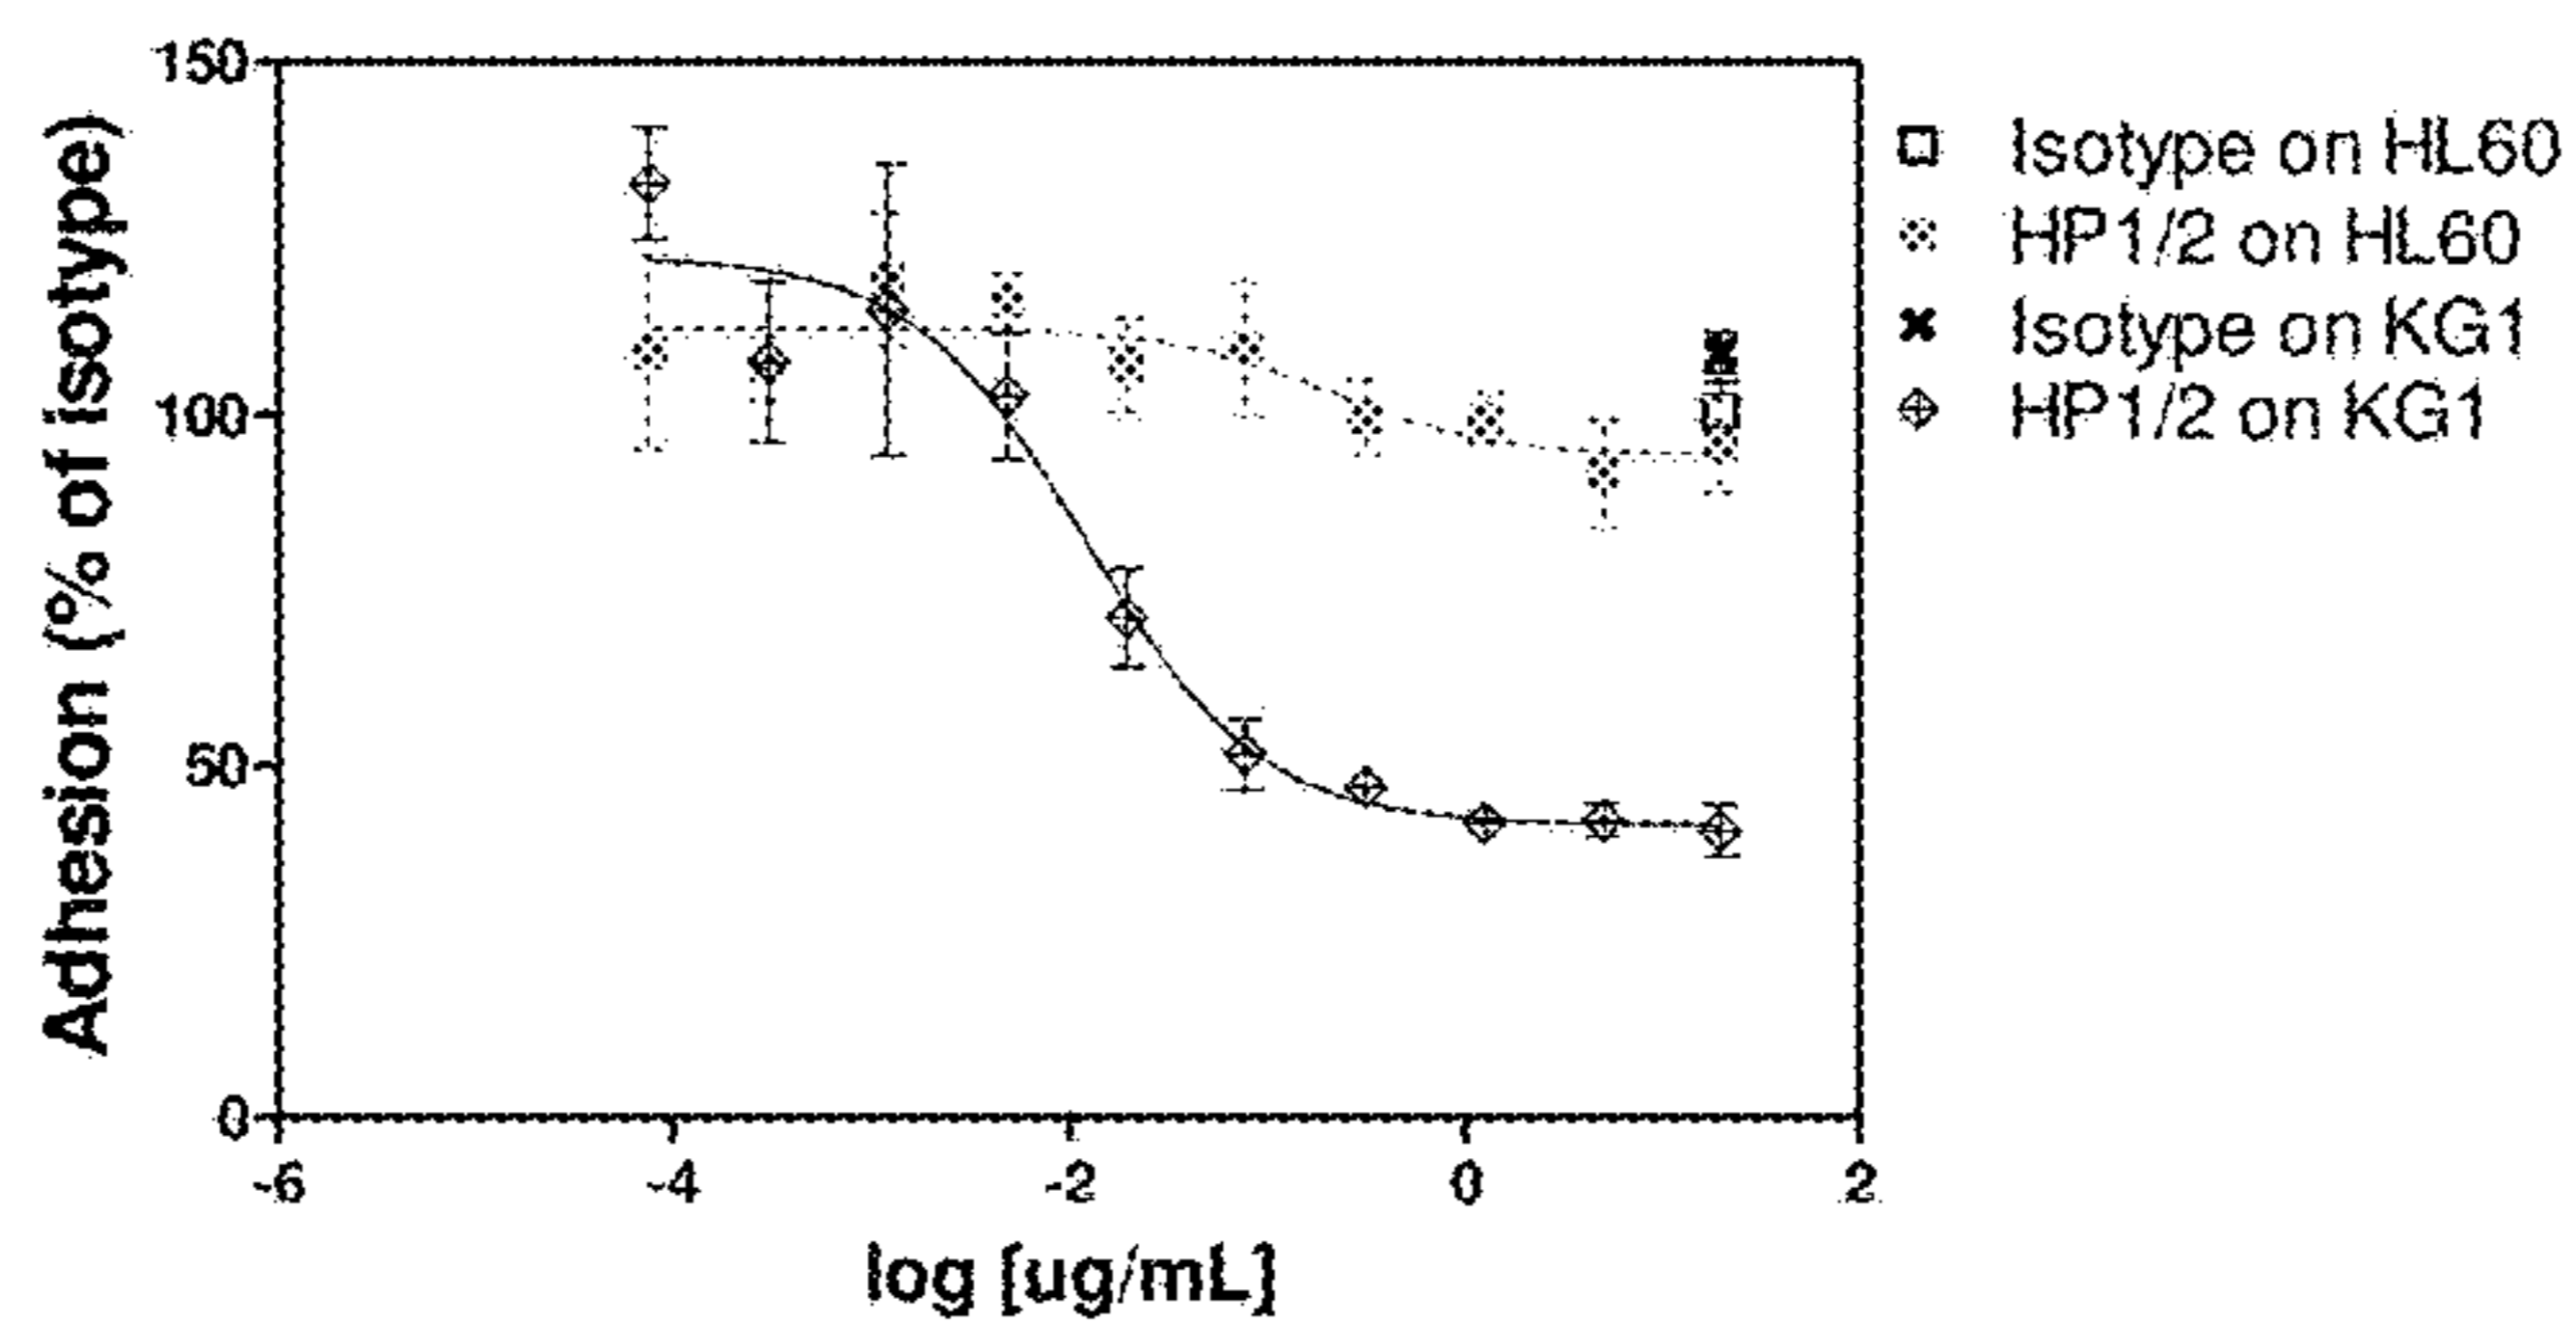 Adhesion (% of isotype)
150
100
50
0
-6
-4
-2
0
2
log [ug/mL]
Isotype on HL60
HP1/2 on HL60
Isotype on KG1
HP1/2 on KG1